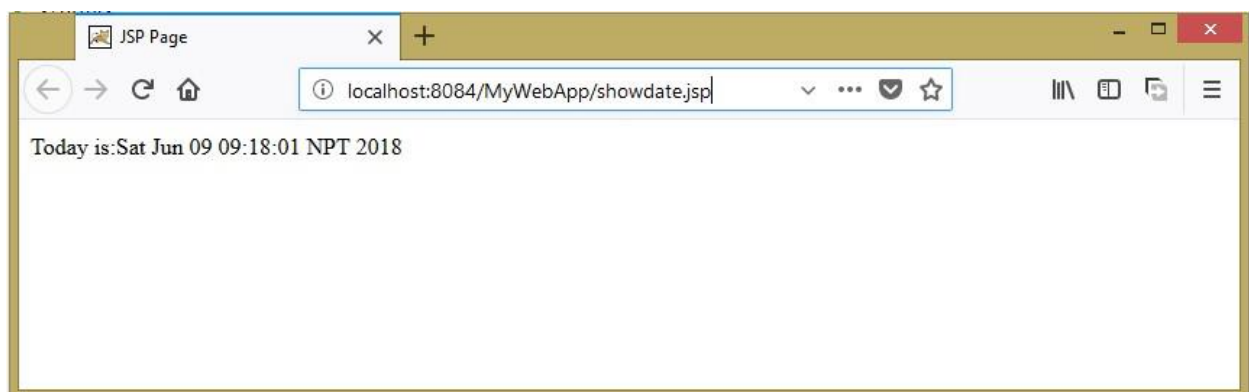 JSP Page
localhost:8084/MyWebApp/showdate.jsp
Today is:Sat Jun 09 09:18:01 NPT 2018